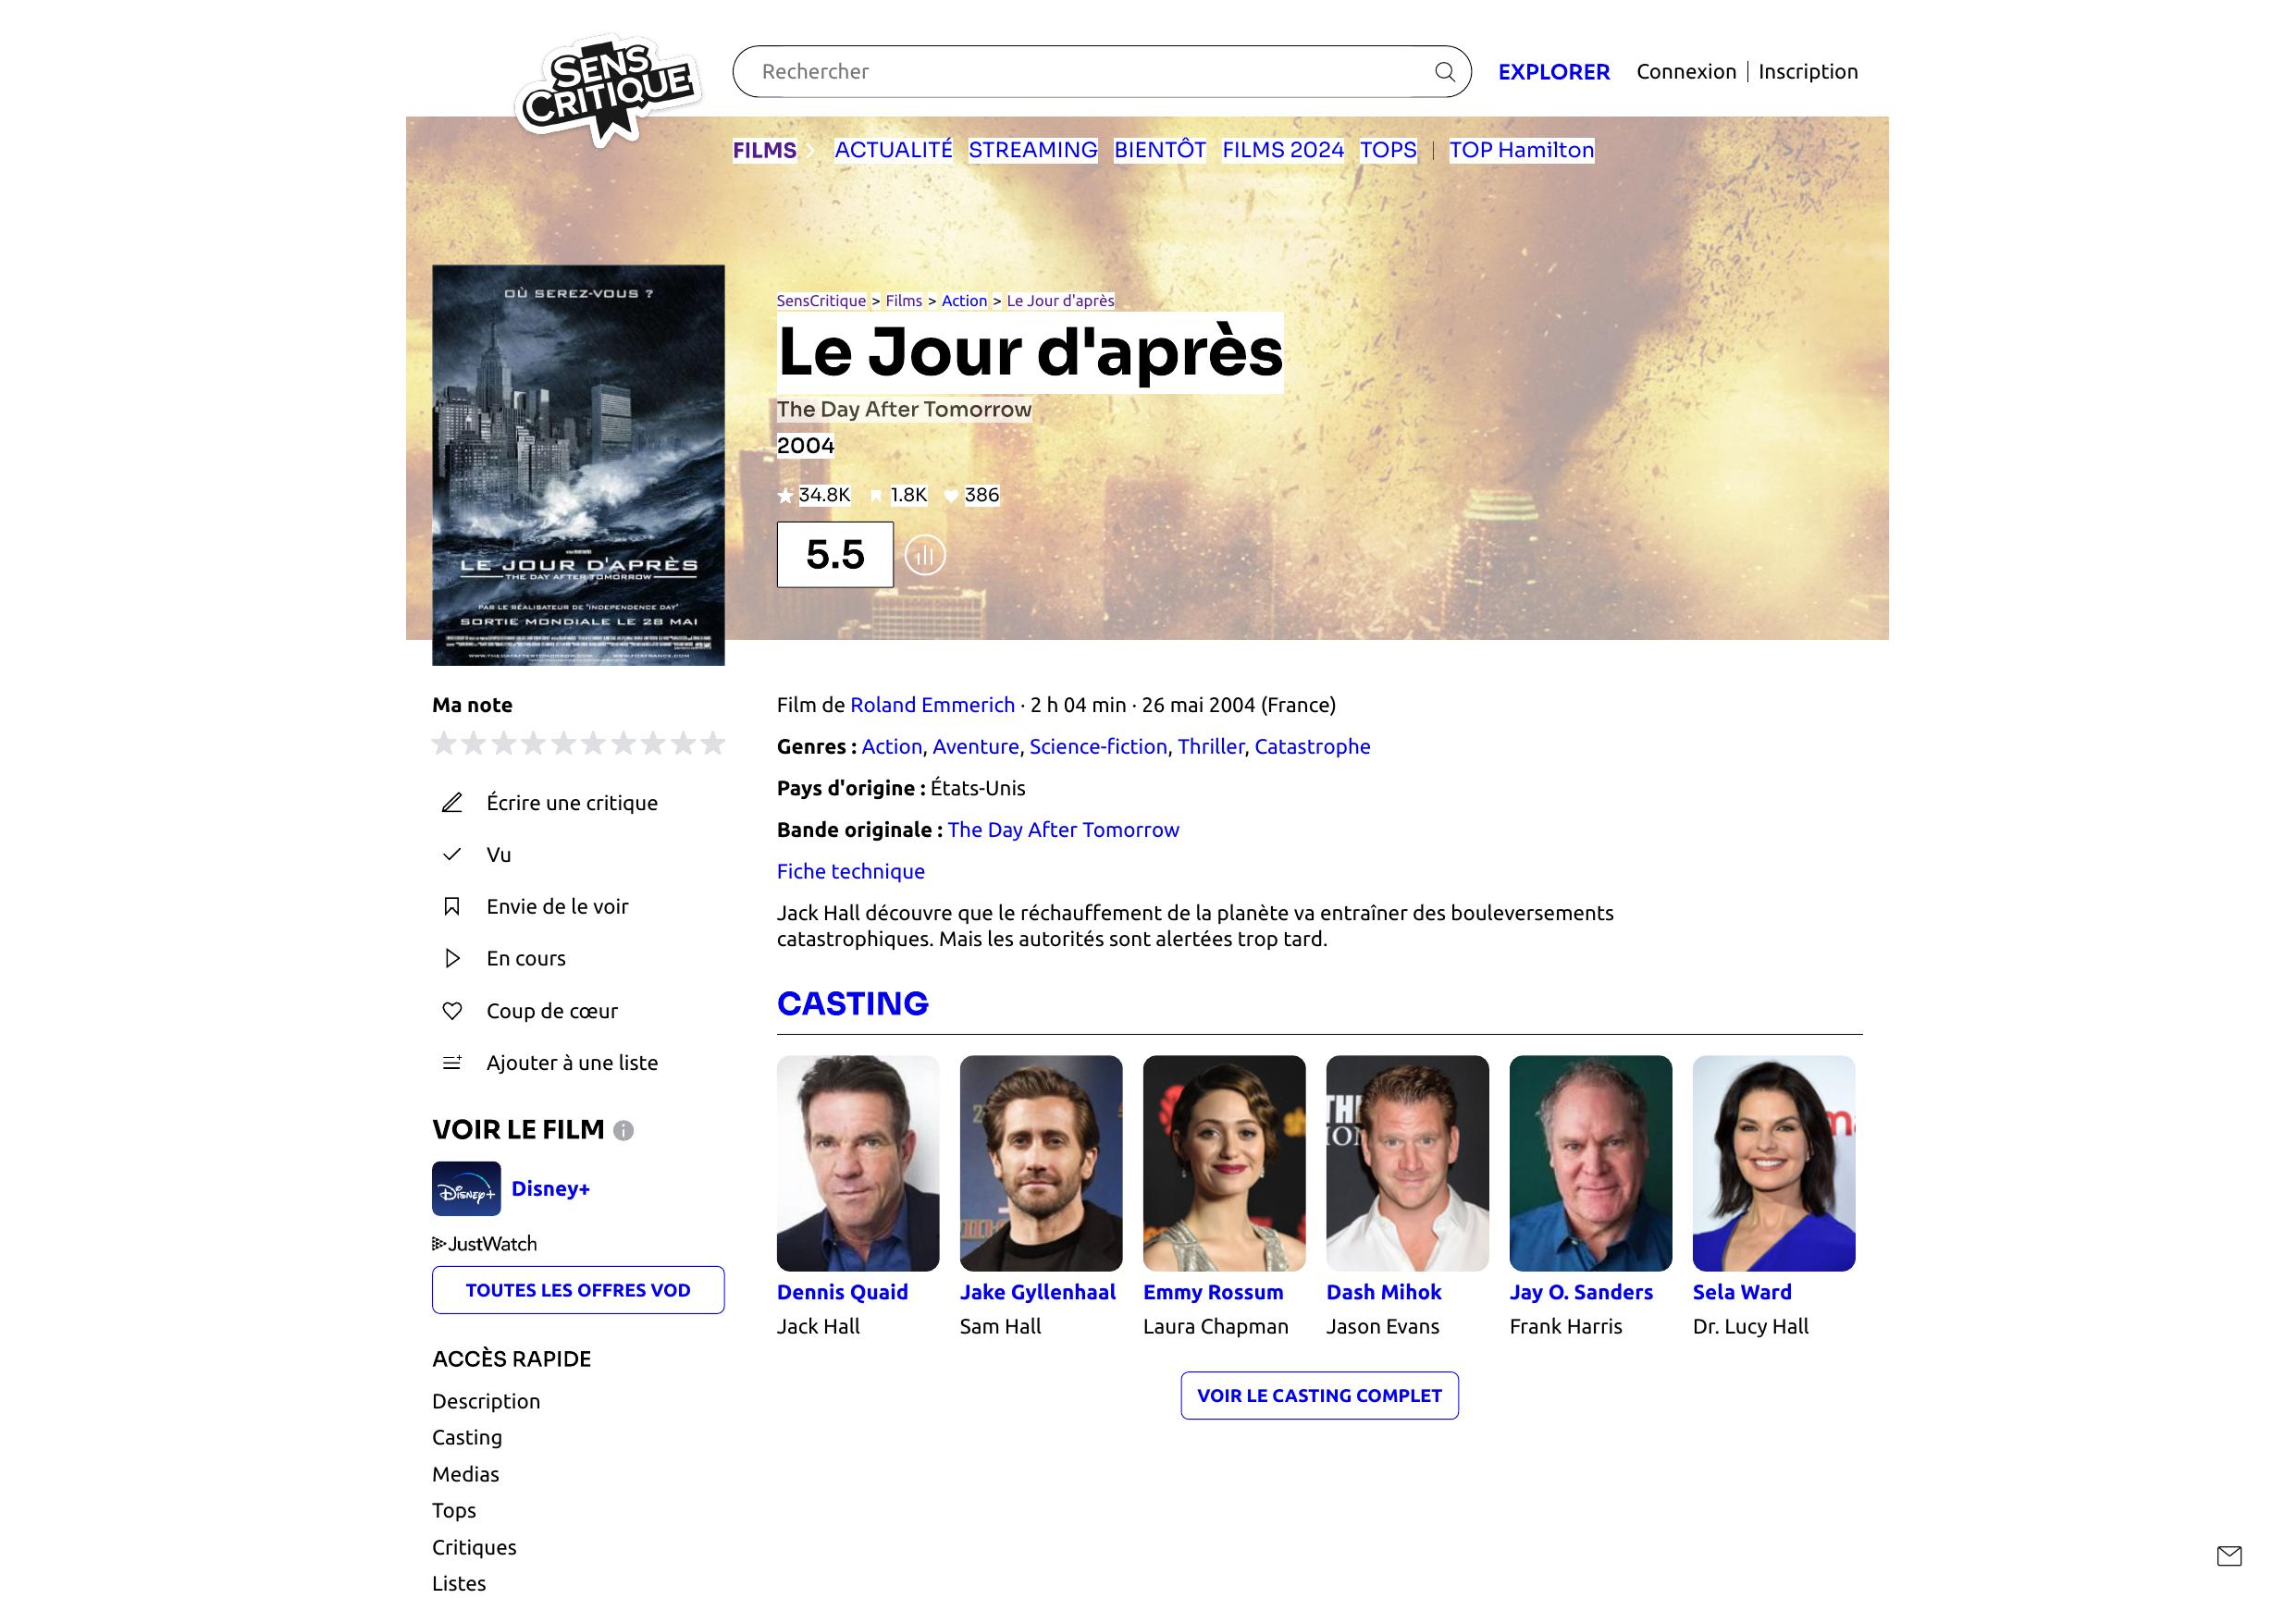 SENS CRITIQUE
Rechercher
EXPLORER
Connexion | Inscription
FILMS ACTUALITÉ STREAMING BIENTÔT FILMS 2024 TOPS | TOP Hamilton
OÙ SEREZ-VOUS ?
LE JOUR D'APRÈS
THE DAY AFTER TOMORROW
PAR LE RÉALISATEUR DE "INDEPENDENCE DAY"
SORTIE MONDIALE LE 28 MAI
SensCritique > Films > Action > Le Jour d'après
Le Jour d'après
The Day After Tomorrow
2004
34.8K 1.8K 386
5.5
Ma note
Écrire une critique
Vu
Envie de le voir
En cours
Coup de cœur
Ajouter à une liste
VOIR LE FILM
Disney+ Disney+
JustWatch
TOUTES LES OFFRES VOD
ACCÈS RAPIDE
Description
Casting
Medias
Tops
Critiques
Listes
Film de Roland Emmerich · 2 h 04 min · 26 mai 2004 (France)
Genres : Action, Aventure, Science-fiction, Thriller, Catastrophe
Pays d'origine : États-Unis
Bande originale : The Day After Tomorrow
Fiche technique
Jack Hall découvre que le réchauffement de la planète va entraîner des bouleversements
catastrophiques. Mais les autorités sont alertées trop tard.
CASTING
Dennis Quaid Jake Gyllenhaal Emmy Rossum Dash Mihok Jay O. Sanders Sela Ward
Jack Hall Sam Hall Laura Chapman Jason Evans Frank Harris Dr. Lucy Hall
VOIR LE CASTING COMPLET